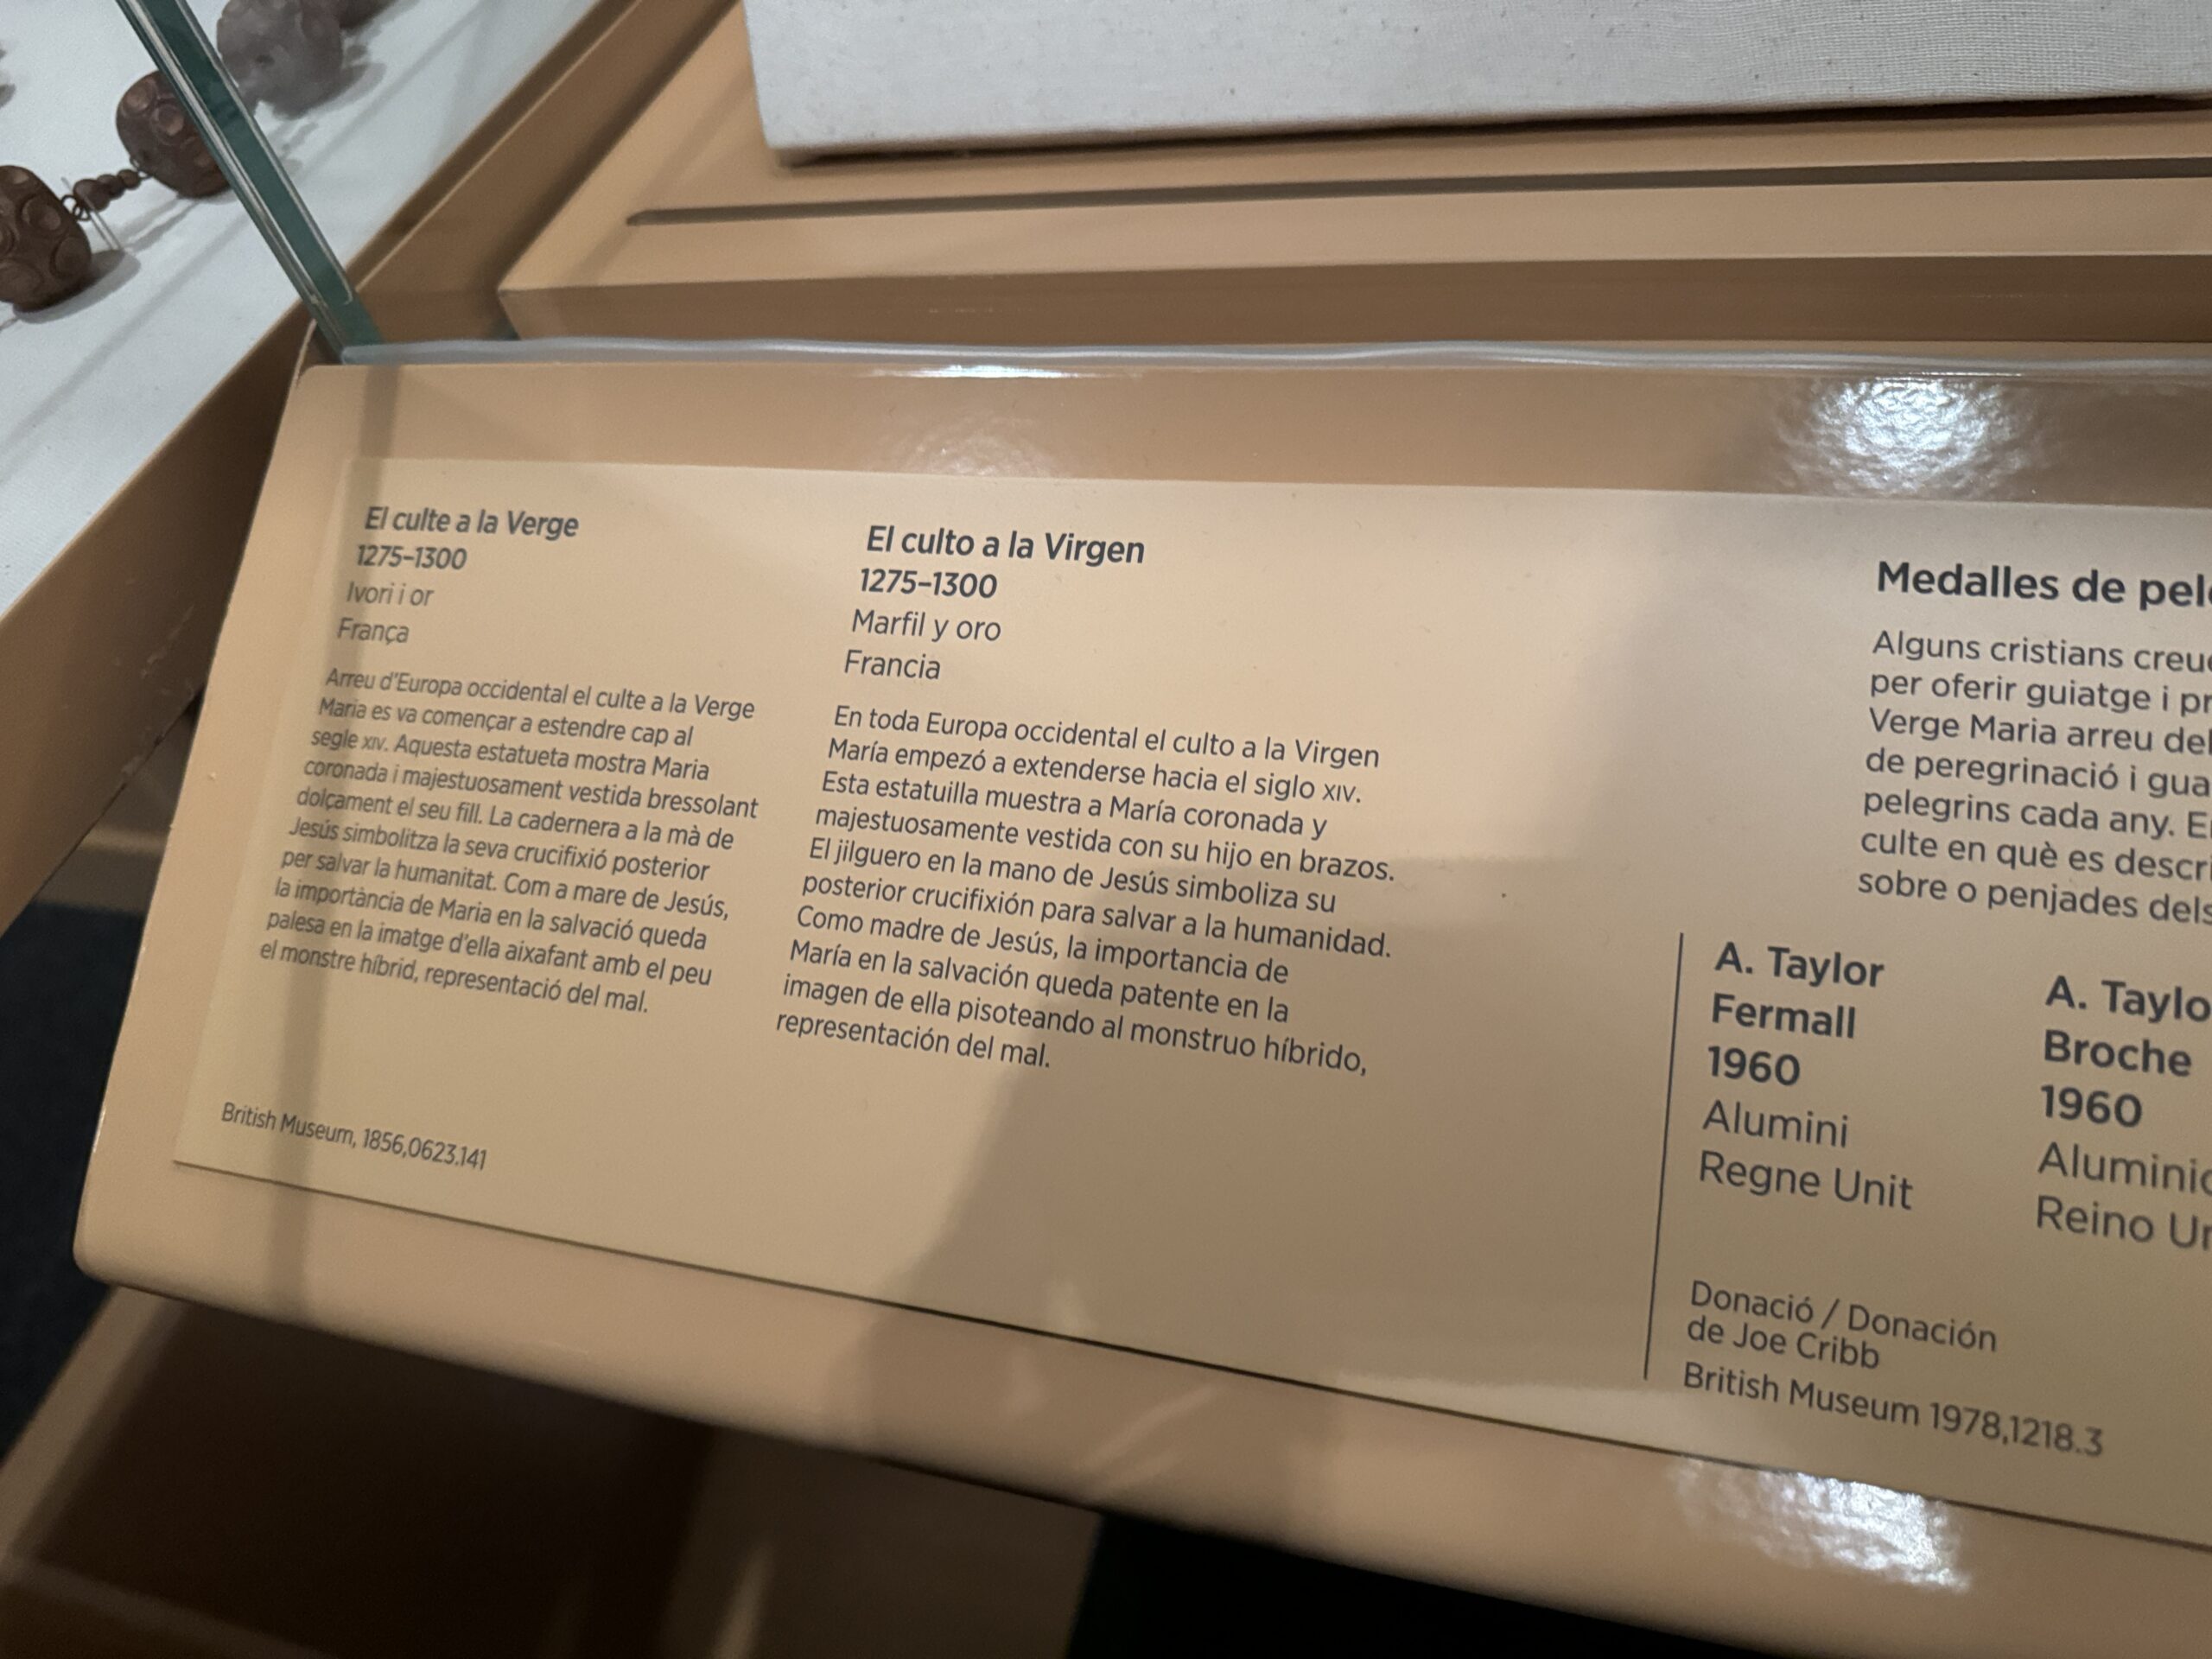 El culte a la Verge
1275–1300
Ivori i or
França
Arreu d'Europa occidental el culte a la Verge
Maria es va començar a estendre cap al
segle XIV. Aquesta estatueta mostra Maria
coronada i majestuosament vestida bressolant
dolçament el seu fill. La cadernera a la mà de
Jesús simbolitza la seva crucifixió posterior
per salvar la humanitat. Com a mare de Jesús,
la importància de Maria en la salvació queda
palesa en la imatge d'ella aixafant amb el peu
el monstre híbrid, representació del mal.
British Museum, 1856,0623.141
El culto a la Virgen
1275–1300
Marfil y oro
Francia
En toda Europa occidental el culto a la Virgen
María empezó a extenderse hacia el siglo XIV.
Esta estatuilla muestra a María coronada y
majestuosamente vestida con su hijo en brazos.
El jilguero en la mano de Jesús simboliza su
posterior crucifixión para salvar a la humanidad.
Como madre de Jesús, la importancia de
María en la salvación queda patente en la
imagen de ella pisoteando al monstruo híbrido,
representación del mal.
Medalles de
Alguns cristians
per oferir guiatge i
Verge Maria arreu
de peregrinació i
pelegrins cada any.
culte en què es
sobre o penjades
A. Taylor
Fermall
1960
Alumini
Regne Unit
A.
Broche
1960
Reino
Donació / Donación
de Joe Cribb
British Museum 1978,1218.3